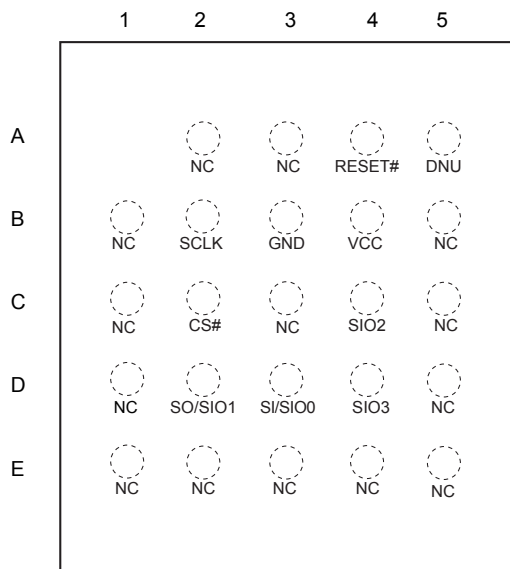 1 2 3 4 5
A
NC NC RESET# DNU
B
NC SCLK GND VCC NC
C
NC CS# NC SIO2 NC
D
NC SO/SIO1 SI/SIO0 SIO3 NC
E
NC NC NC NC NC